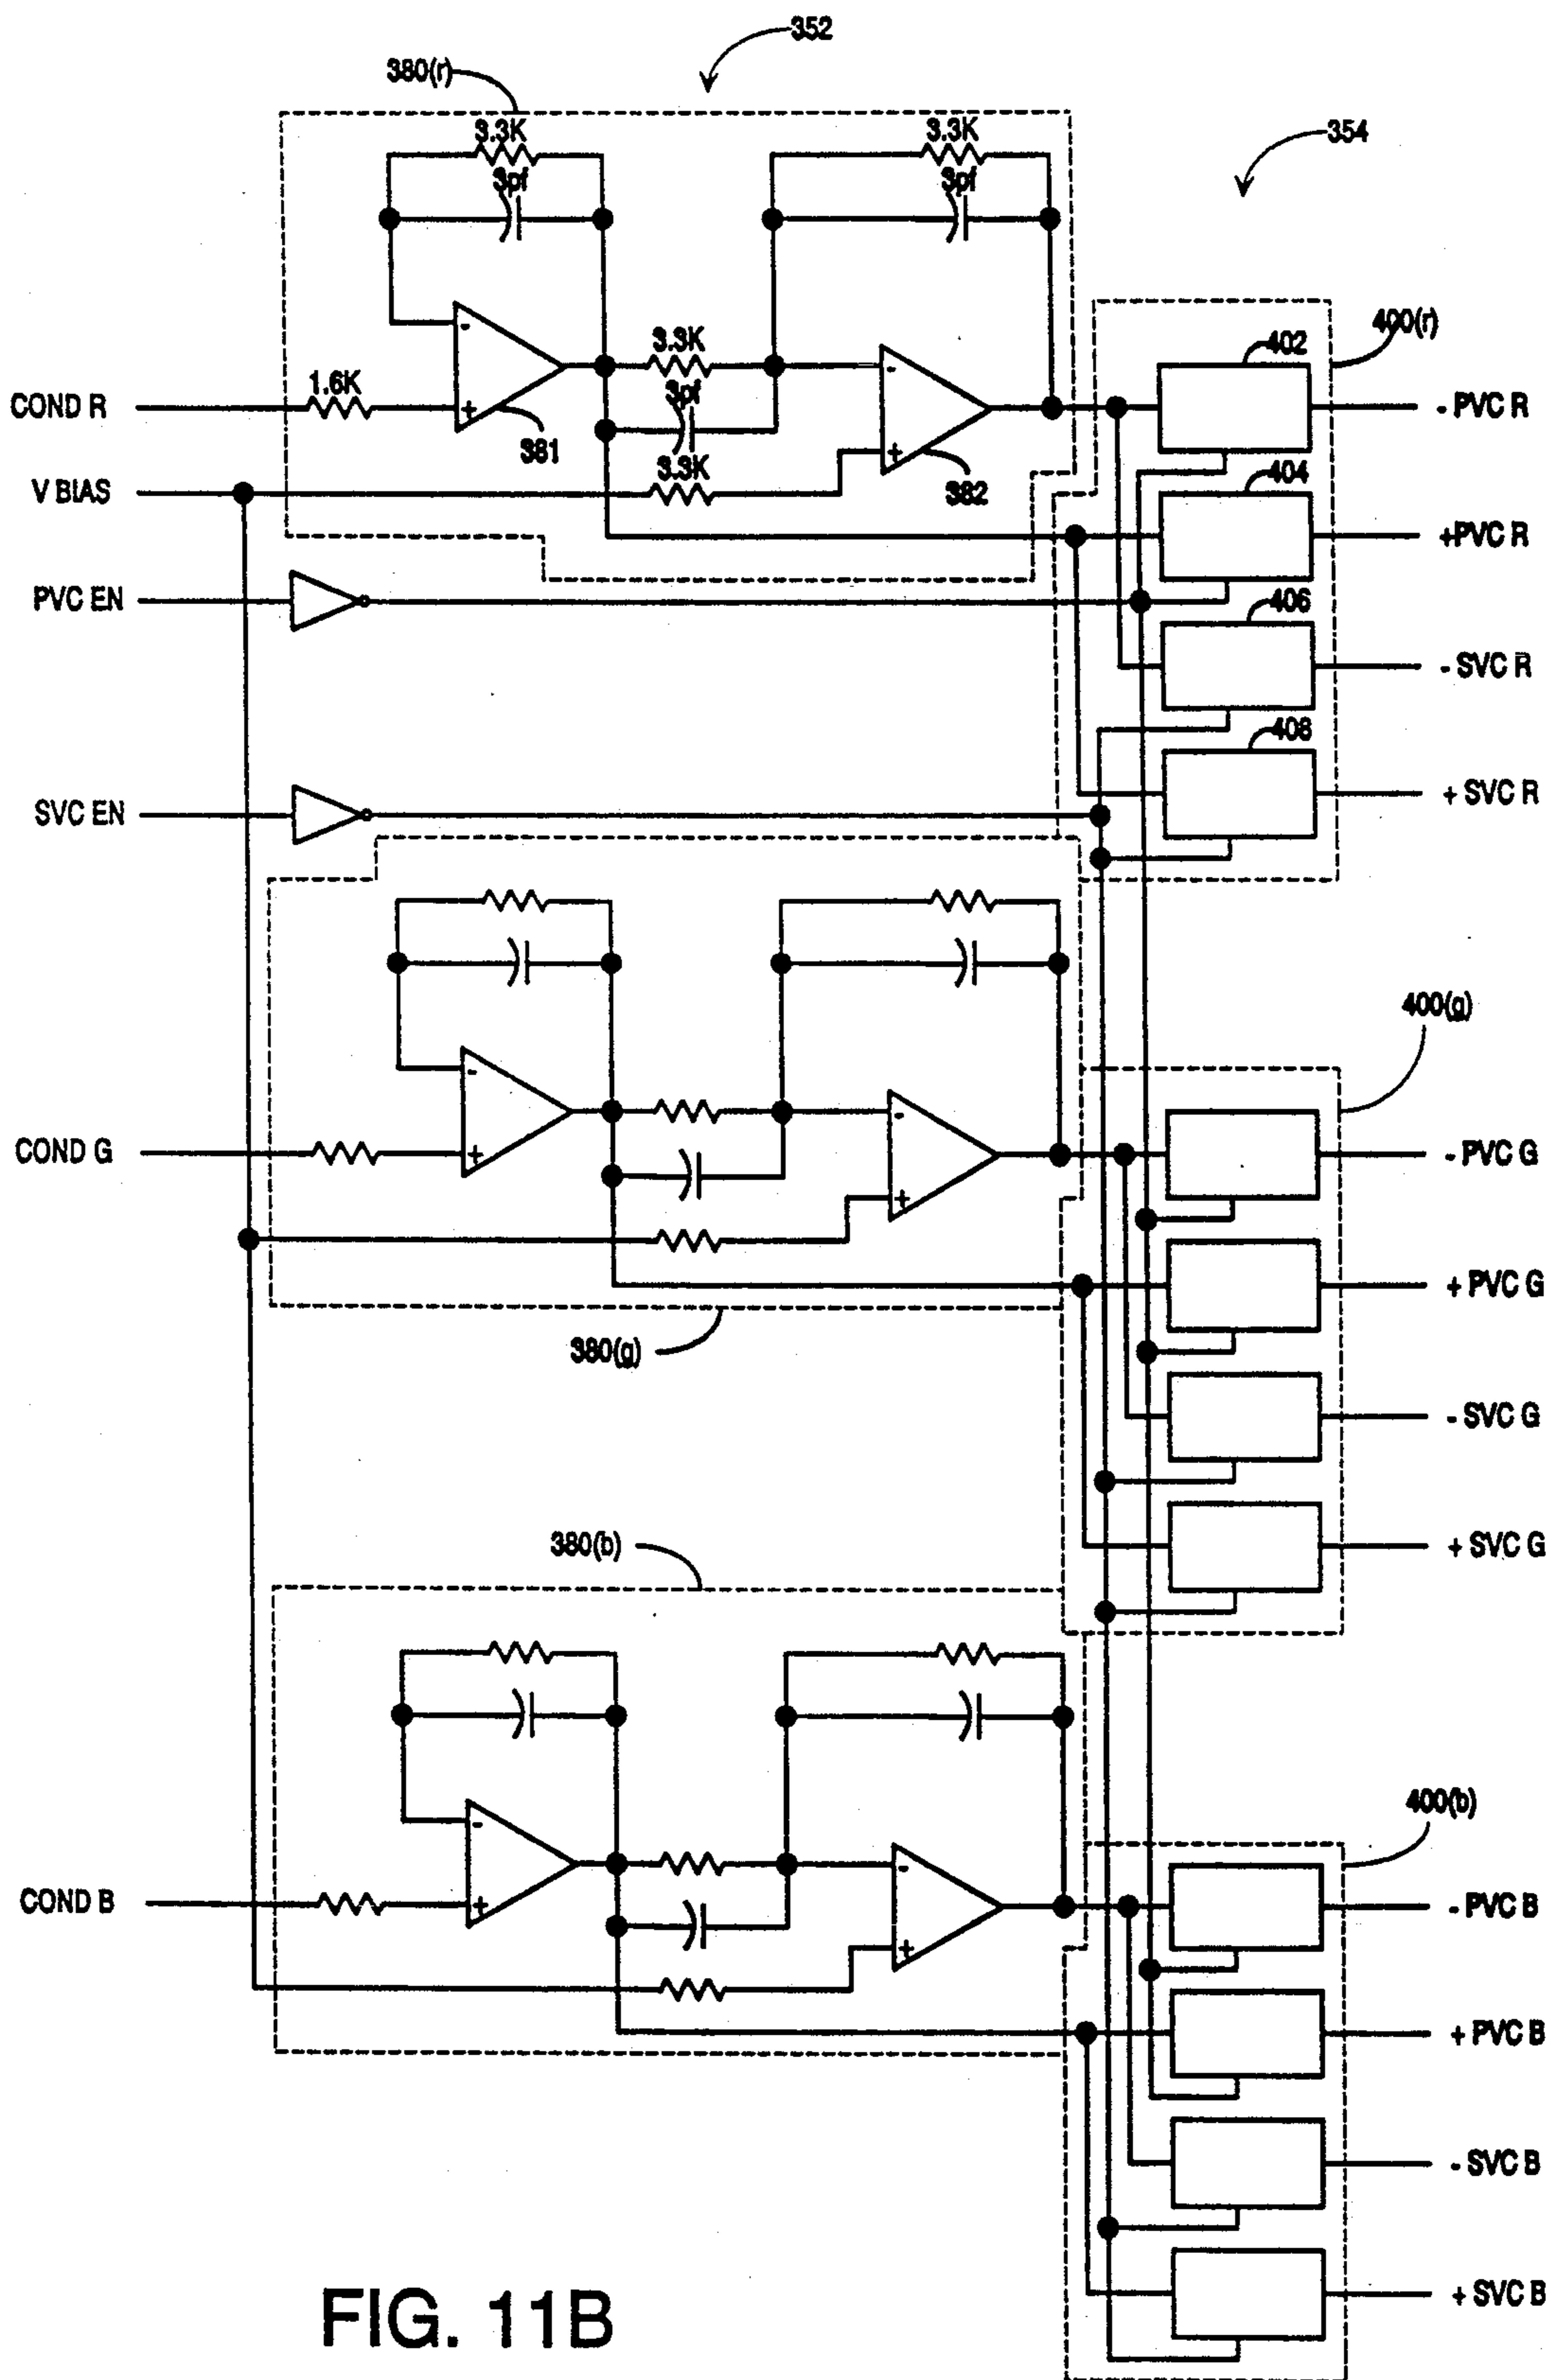 352
380(r)
3.3K
3.3K
354
3pf
3pf
400(r)
-
3.3K
-
402
COND R
1.6K
+
3pf
- PVC R
381
+
V BIAS
3.3K
382
404
+PVC R
PVC EN
406
- SVC R
408
SVC EN
+ SVC R
400(g)
-
-
COND G
+
- PVC G
+
+ PVC G
380(g)
- SVC G
380(b)
+ SVC G
400(b)
-
-
COND B
+
- PVC B
+
+ PVC B
- SVC B
+ SVC B
FIG. 11B